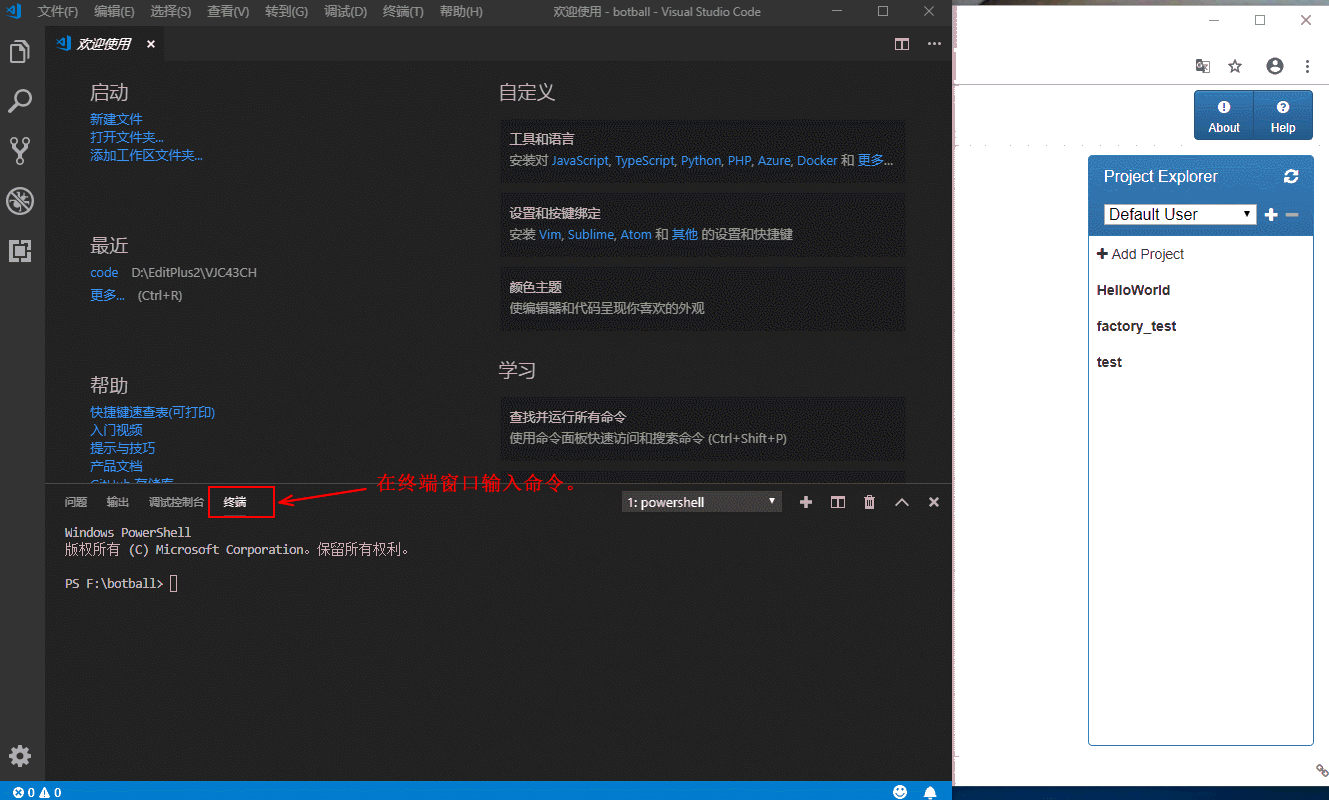 文件(F) 编辑(E) 选择(S) 查看(V) 转到(G) 调试(D) 终端(T) 帮助(H) 欢迎使用 - botball - Visual Studio Code
欢迎使用
启动
新建文件
打开文件夹...
添加工作区文件夹...
最近
code D:\EditPlus2\VJC43CH
更多... (Ctrl+R)
帮助
快捷键速查表(可打印)
入门视频
提示与技巧
产品文档
GitHub 存储库
自定义
工具和语言
安装对 JavaScript, TypeScript, Python, PHP, Azure, Docker 和 更多...
设置和按键绑定
安装 Vim, Sublime, Atom 和 其他 的设置和快捷键
颜色主题
使编辑器和代码呈现你喜欢的外观
学习
查找并运行所有命令
使用命令面板快速访问和搜索命令 (Ctrl+Shift+P)
在终端窗口输入命令。
问题 输出 调试控制台 终端 1: powershell
Windows PowerShell
版权所有 (C) Microsoft Corporation。保留所有权利。
PS F:\botball>
0 0
About Help
Project Explorer
Default User
Add Project
HelloWorld
factory_test
test